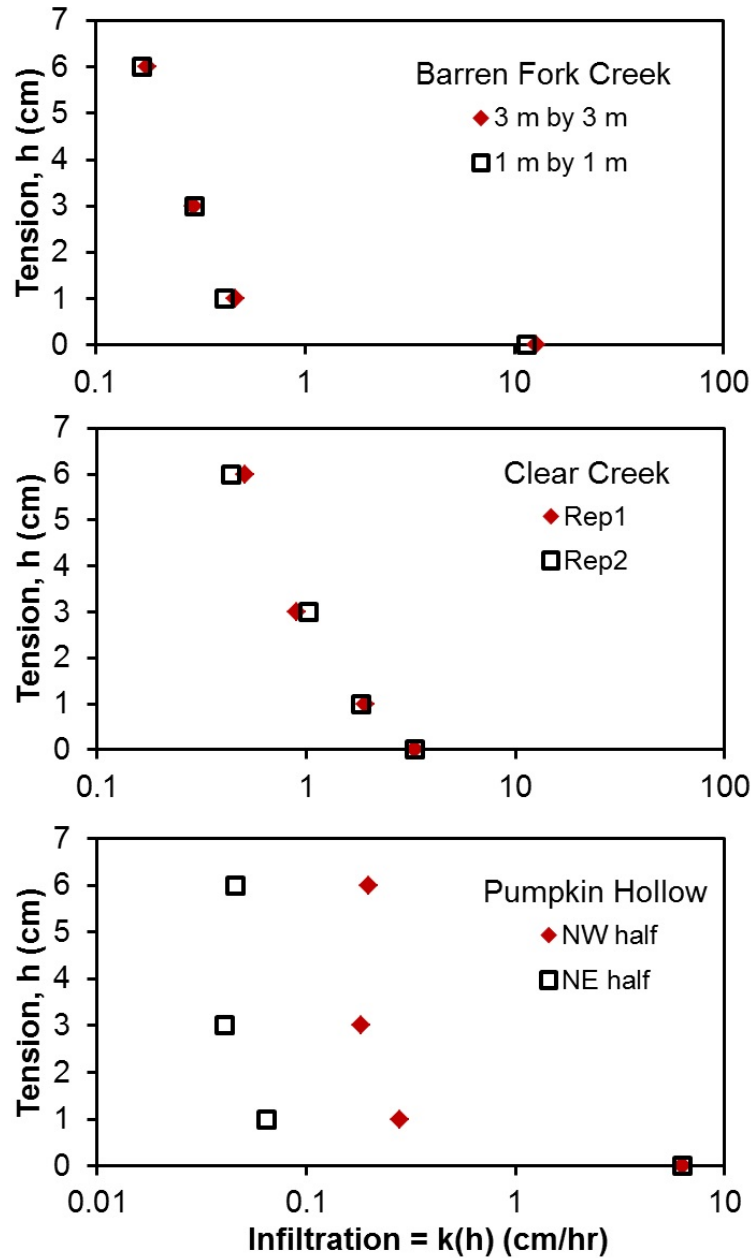 Tension, h (cm)
7
6
5
4
3
2
1
0
Barren Fork Creek
3 m by 3 m
1 m by 1 m
0.1 1 10 100
Tension, h (cm)
7
6
5
4
3
2
1
0
Clear Creek
Rep1
Rep2
0.1 1 10 100
Tension, h (cm)
7
6
5
4
3
2
1
0
Pumpkin Hollow
NW half
NE half
0.01 0.1 1 10
Infiltration = k(h) (cm/hr)